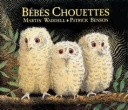 BÉBÉS CHOUETTES
MARTIN WADDELL • PATRICK BENSON